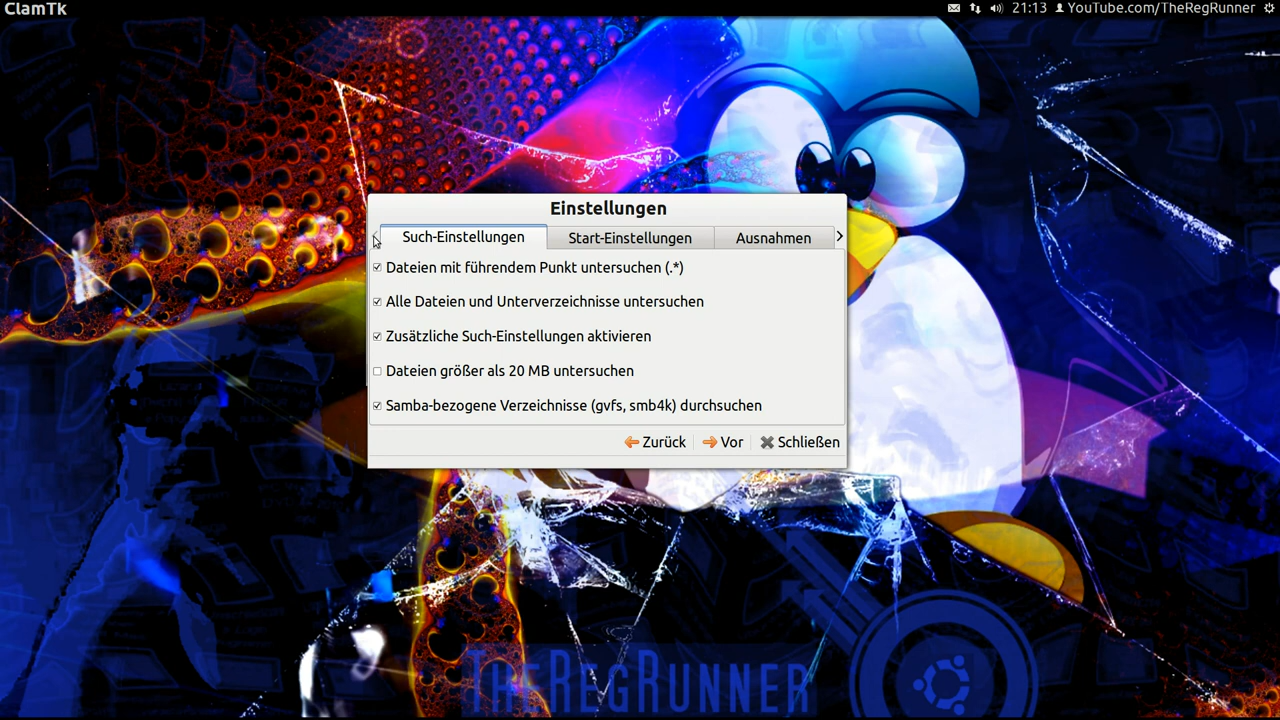 ClamTk
21:13 YouTube.com/TheRegRunner
Einstellungen
Such-Einstellungen Start-Einstellungen Ausnahmen
Dateien mit führendem Punkt untersuchen (.*)
Alle Dateien und Unterverzeichnisse untersuchen
Zusätzliche Such-Einstellungen aktivieren
Dateien größer als 20 MB untersuchen
Samba-bezogene Verzeichnisse (gvfs, smb4k) durchsuchen
Zurück Vor Schließen
TheRegRunner